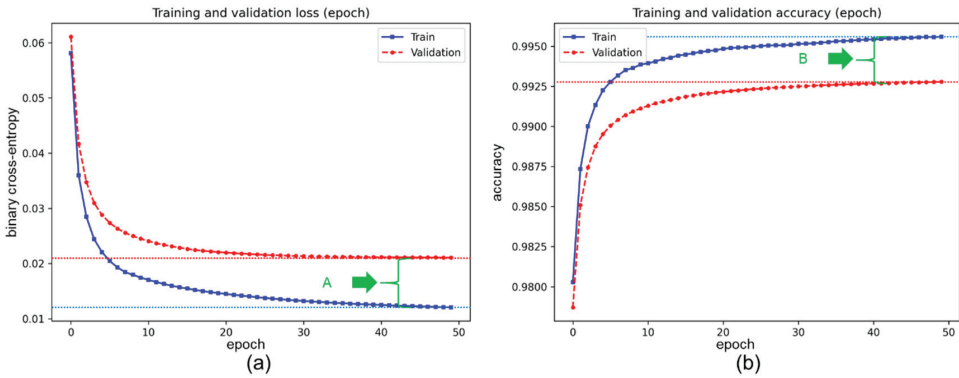 Training and validation loss (epoch)
Train
Validation
binary cross-entropy
0.06
0.05
0.04
0.03
0.02
0.01
A
0 10 20 30 40 50
epoch
(a)
Training and validation accuracy (epoch)
Train
Validation
accuracy
0.9950
0.9925
0.9900
0.9875
0.9850
0.9825
0.9800
B
0 10 20 30 40 50
epoch
(b)